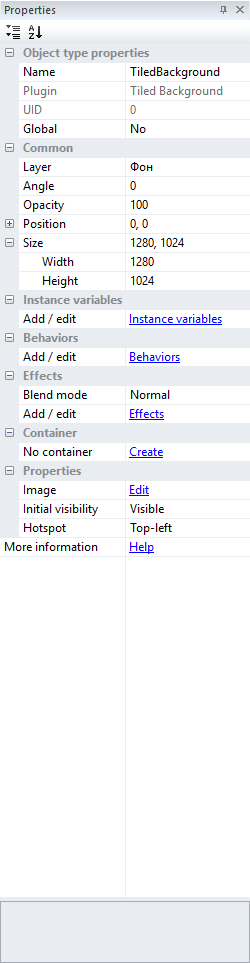 Properties
Object type properties
Name TiledBackground
Plugin Tiled Background
UID 0
Global No
Common
Layer Фон
Angle 0
Opacity 100
Position 0, 0
Size 1280, 1024
Width 1280
Height 1024
Instance variables
Add / edit Instance variables
Behaviors
Add / edit Behaviors
Effects
Blend mode Normal
Add / edit Effects
Container
No container Create
Properties
Image Edit
Initial visibility Visible
Hotspot Top-left
More information Help